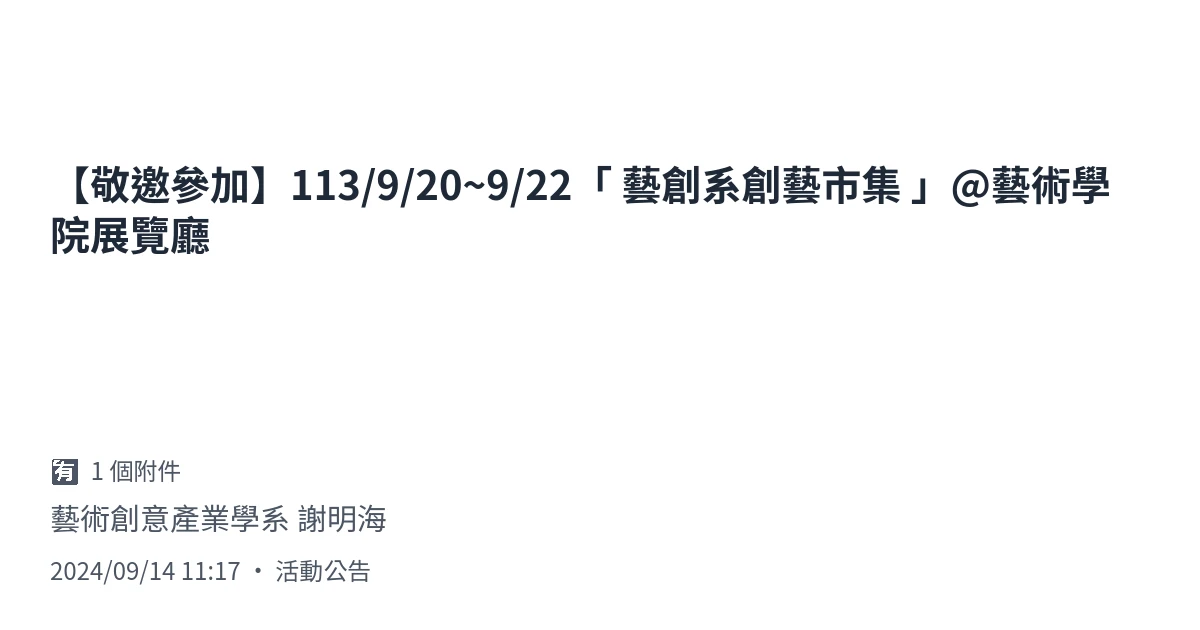 【敬邀參加】113/9/20~9/22「 藝創系創藝市集 」@藝術學
院展覽廳
🈶 1 個附件
藝術創意產業學系 謝明海
2024/09/14 11:17 · 活動公告